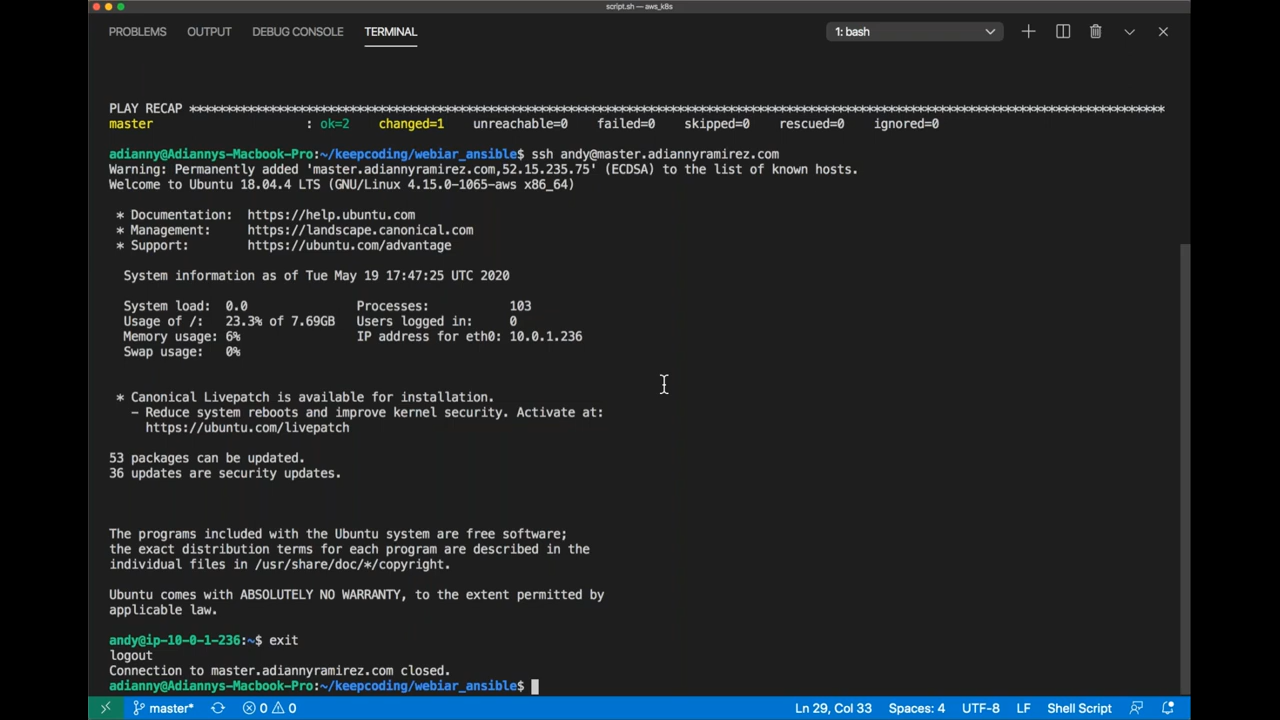 script.sh — aws_k8s
PROBLEMS OUTPUT DEBUG CONSOLE TERMINAL 1: bash
PLAY RECAP *********************************************************************************************************************************
master : ok=2 changed=1 unreachable=0 failed=0 skipped=0 rescued=0 ignored=0
adianny@Adiannys-Macbook-Pro:~/keepcoding/webiar_ansible$ ssh andy@master.adiannyramirez.com
Warning: Permanently added 'master.adiannyramirez.com,52.15.235.75' (ECDSA) to the list of known hosts.
Welcome to Ubuntu 18.04.4 LTS (GNU/Linux 4.15.0-1065-aws x86_64)
* Documentation: https://help.ubuntu.com
* Management: https://landscape.canonical.com
* Support: https://ubuntu.com/advantage
System information as of Tue May 19 17:47:25 UTC 2020
System load: 0.0 Processes: 103
Usage of /: 23.3% of 7.69GB Users logged in: 0
Memory usage: 6% IP address for eth0: 10.0.1.236
Swap usage: 0%
* Canonical Livepatch is available for installation.
- Reduce system reboots and improve kernel security. Activate at:
https://ubuntu.com/livepatch
53 packages can be updated.
36 updates are security updates.
The programs included with the Ubuntu system are free software;
the exact distribution terms for each program are described in the
individual files in /usr/share/doc/*/copyright.
Ubuntu comes with ABSOLUTELY NO WARRANTY, to the extent permitted by
applicable law.
andy@ip-10-0-1-236:~$ exit
logout
Connection to master.adiannyramirez.com closed.
adianny@Adiannys-Macbook-Pro:~/keepcoding/webiar_ansible$
master* 0 0 Ln 29, Col 33 Spaces: 4 UTF-8 LF Shell Script